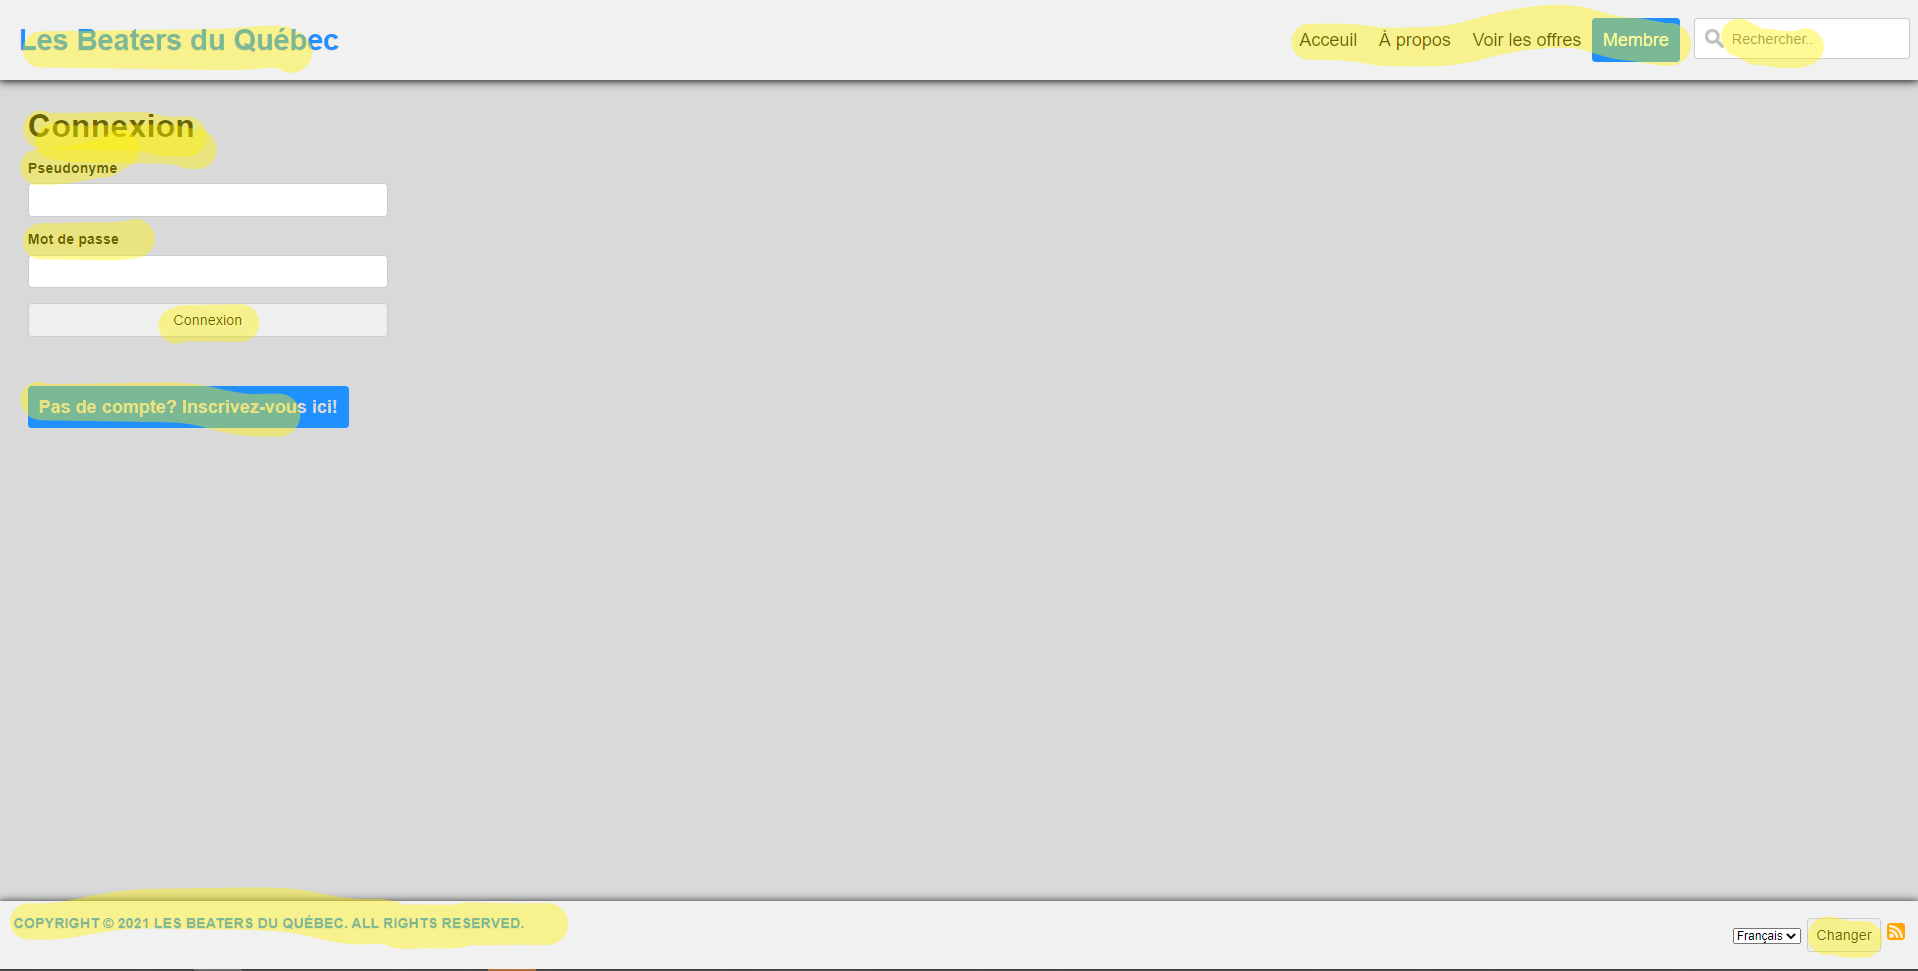 Les Beaters du Québec
Acceuil À propos Voir les offres Membre Rechercher..
Connexion
Pseudonyme
Mot de passe
Connexion
Pas de compte? Inscrivez-vous ici!
COPYRIGHT © 2021 LES BEATERS DU QUÉBEC. ALL RIGHTS RESERVED.
Français Changer